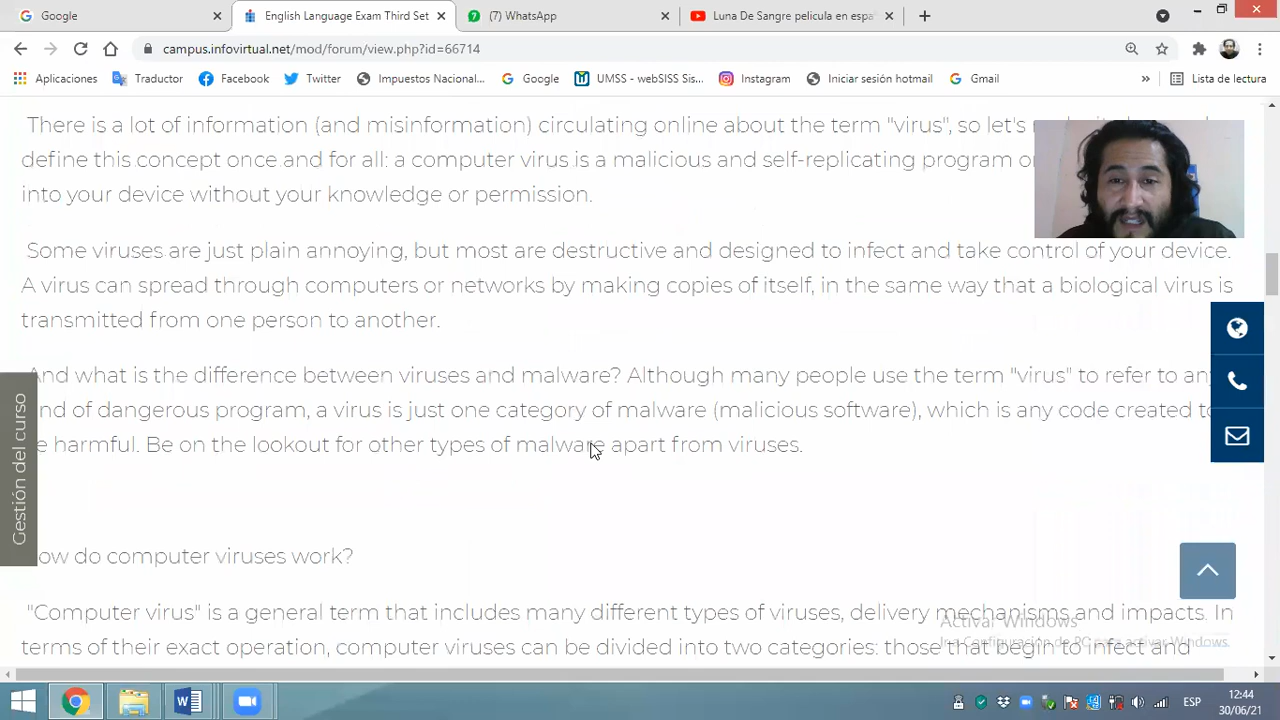 Google
English Language Exam Third Set
(7) WhatsApp
Luna De Sangre pelicula en espa
campus.infovirtual.net/mod/forum/view.php?id=66714
Aplicaciones
Traductor
Facebook
Twitter
Impuestos Nacional...
Google
UMSS - webSISS Sis...
Instagram
Iniciar sesión hotmail
Gmail
»
Lista de lectura
There is a lot of information (and misinformation) circulating online about the term "virus", so let's
define this concept once and for all: a computer virus is a malicious and self-replicating program
into your device without your knowledge or permission.
Some viruses are just plain annoying, but most are destructive and designed to infect and take control of your device.
A virus can spread through computers or networks by making copies of itself, in the same way that a biological virus is
transmitted from one person to another.
And what is the difference between viruses and malware? Although many people use the term "virus" to refer to
of dangerous program, a virus is just one category of malware (malicious software), which is any code created
harmful. Be on the lookout for other types of malware apart from viruses.
Gestión del curso
do computer viruses work?
"Computer virus" is a general term that includes many different types of viruses, delivery mechanisms and impacts. In
Activar Windows
terms of their exact operation, computer viruses can be divided into two categories: those that begin to infect and
Configuración de PC para activar Windows.
ESP
12:44
30/06/21